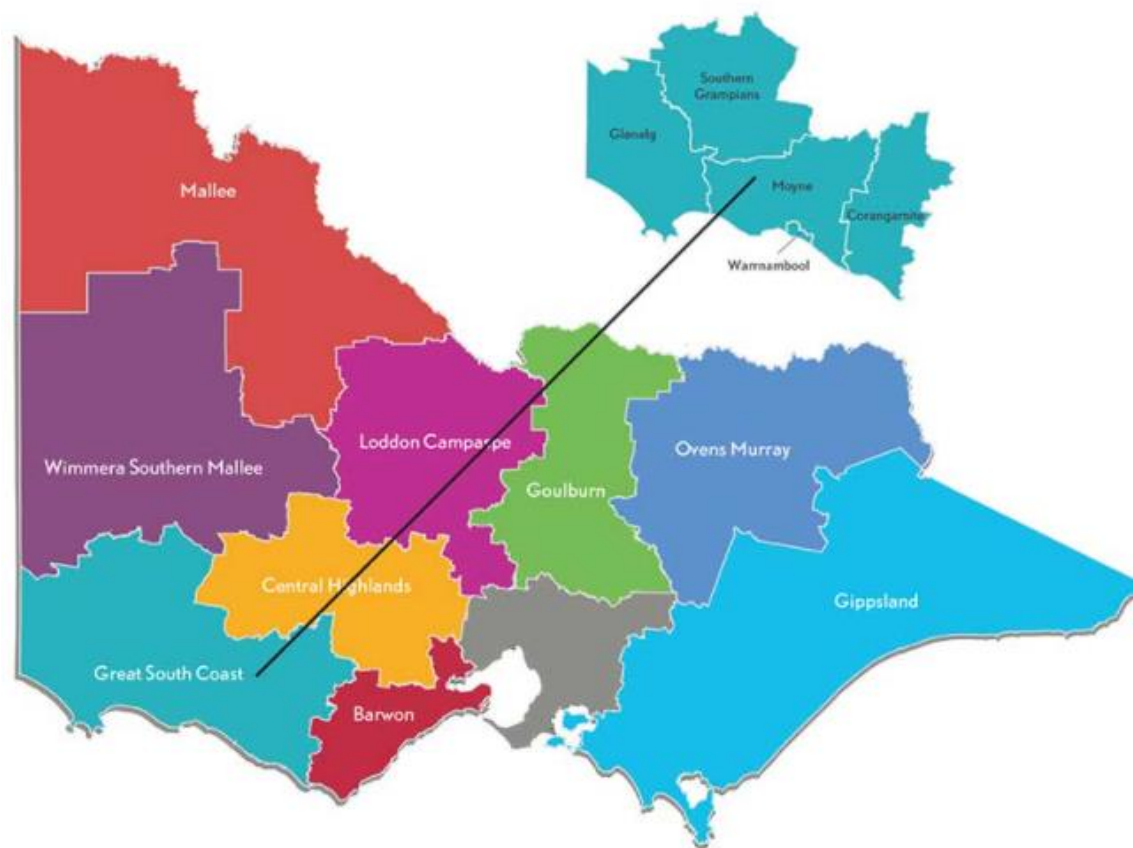 Southern
Grampians
Glenelg
Moyne
Corangamite
Warrnambool
Mallee
Loddon Campaspe
Wimmera Southern Mallee
Ovens Murray
Goulburn
Central Highlands
Gippsland
Great South Coast
Barwon